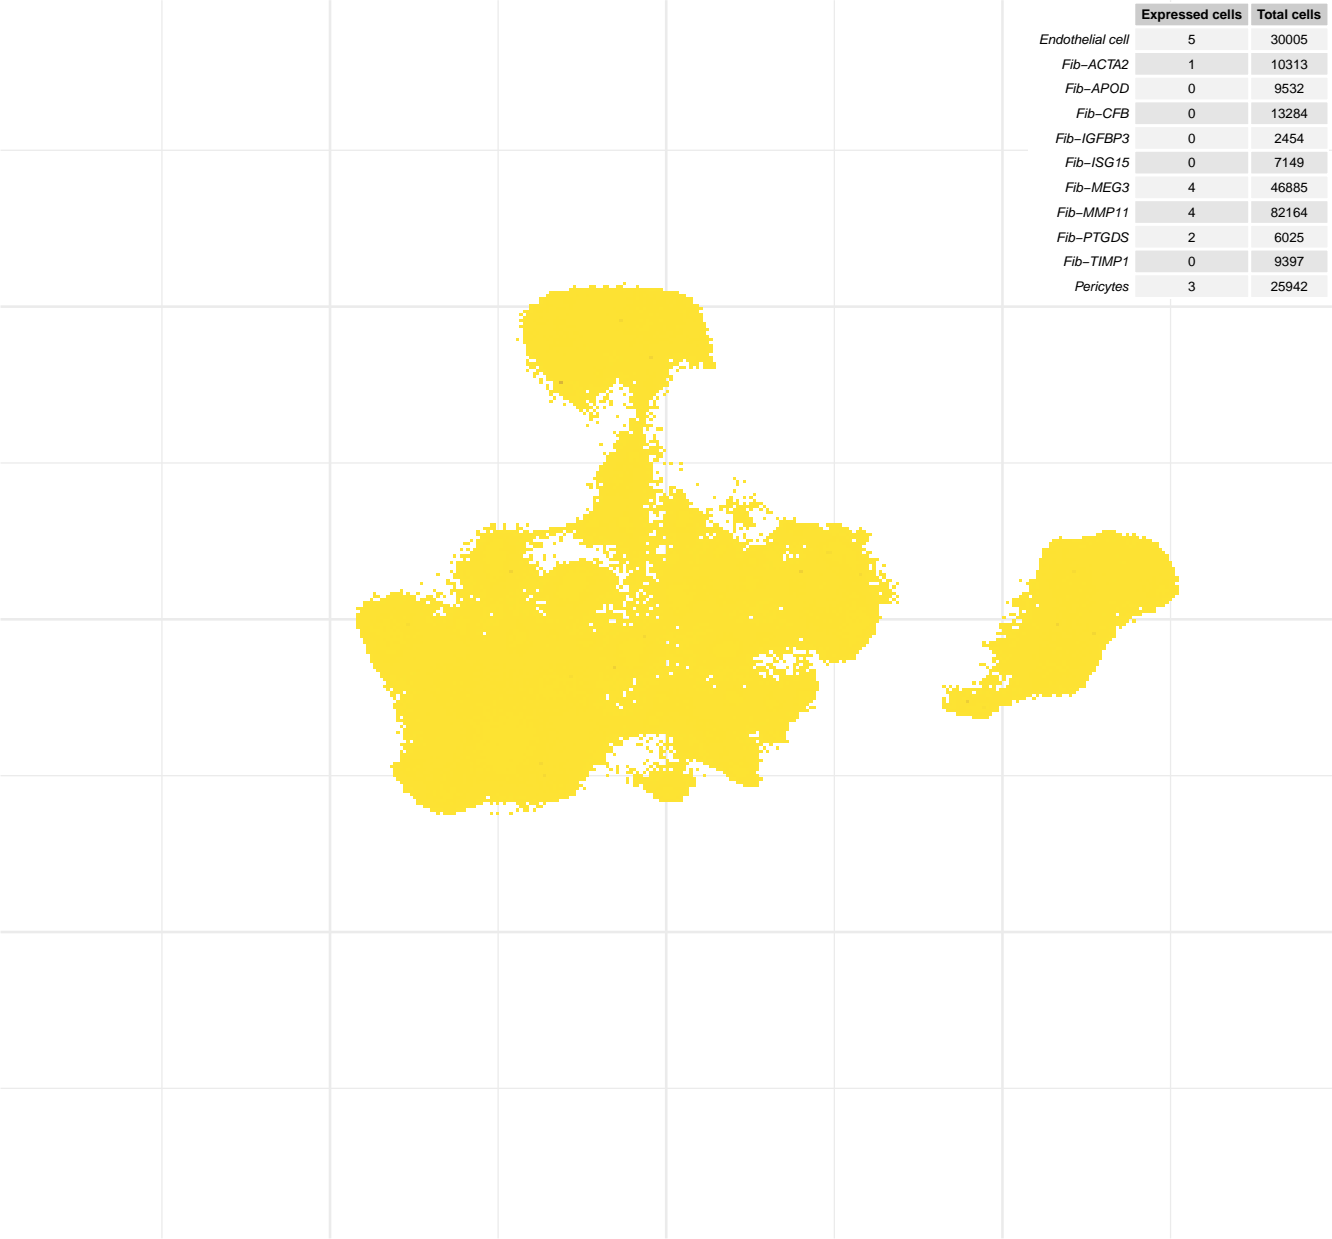 Expressed cells Total cells
Endothelial cell 5 30005
Fib−ACTA2 1 10313
Fib−APOD 0 9532
Fib−CFB 0 13284
Fib−IGFBP3 0 2454
Fib−ISG15 0 7149
Fib−MEG3 4 46885
Fib−MMP11 4 82164
Fib−PTGDS 2 6025
Fib−TIMP1 0 9397
Pericytes 3 25942